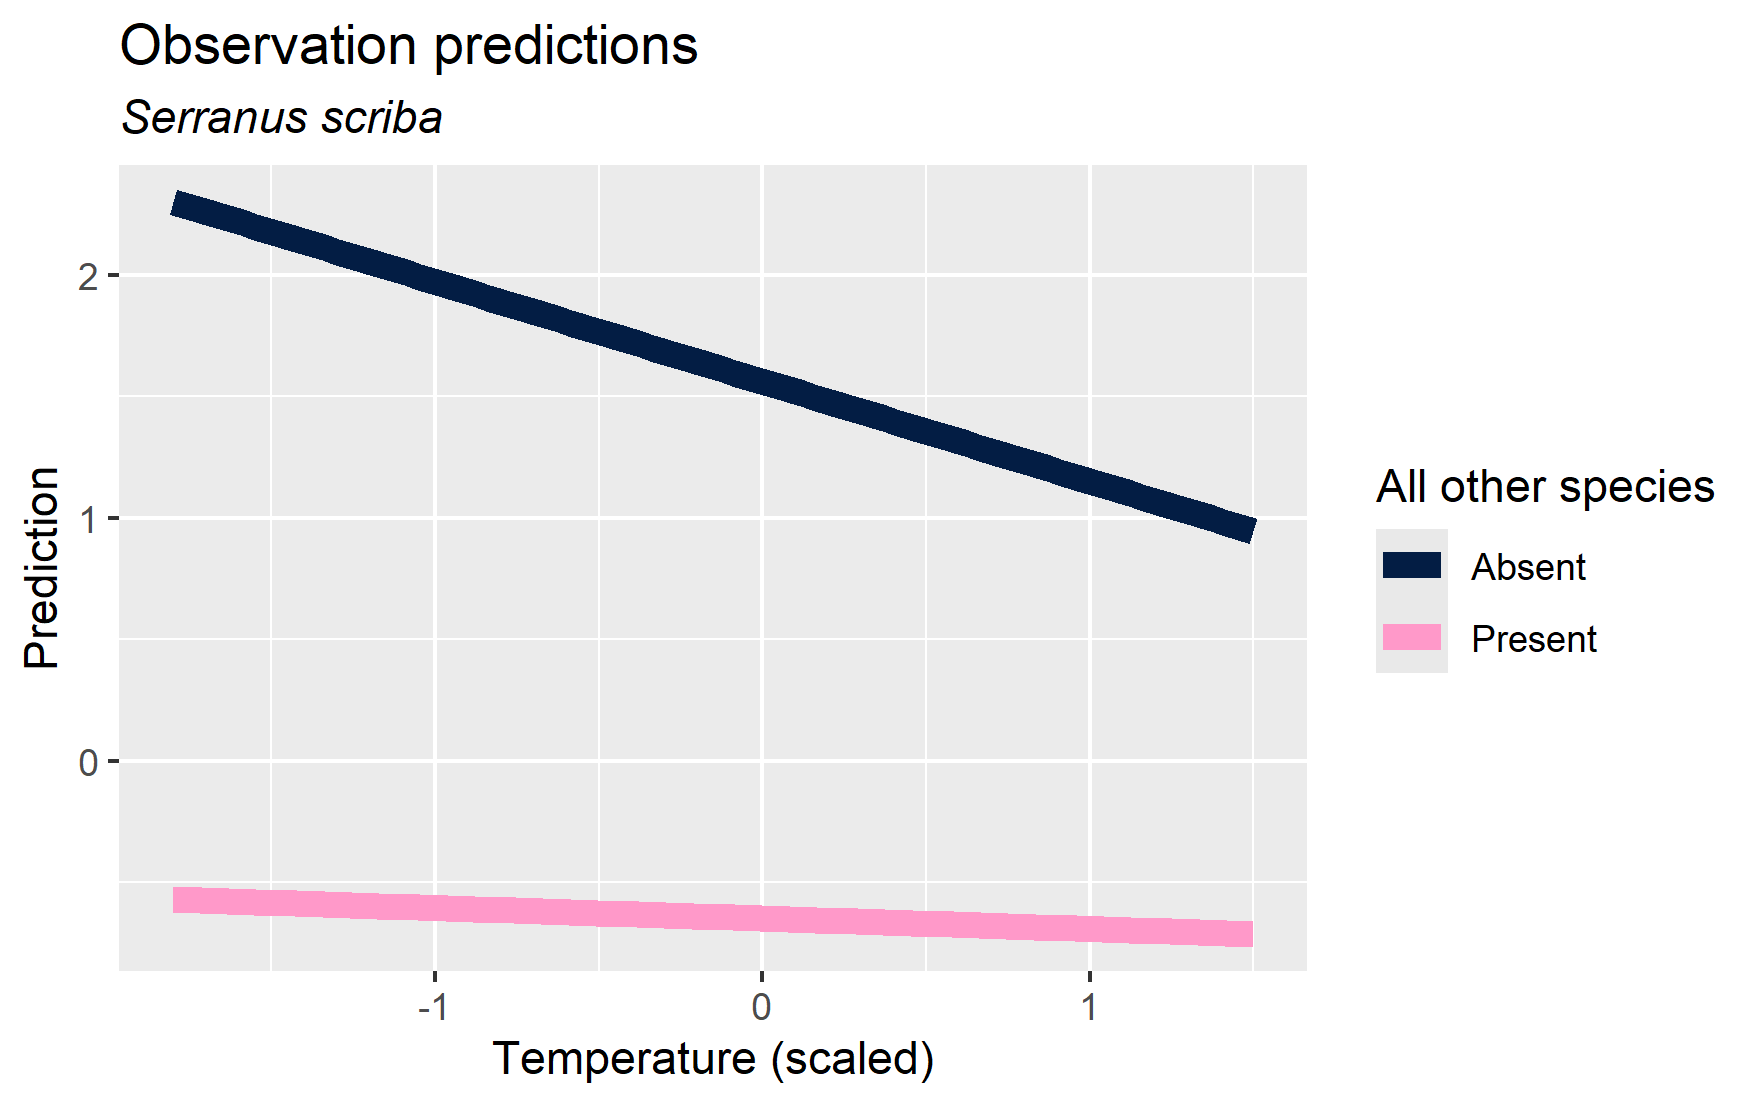 Observation predictions
Serranus scriba
2
1
0
Prediction
-1 0 1
Temperature (scaled)
All other species
Absent
Present